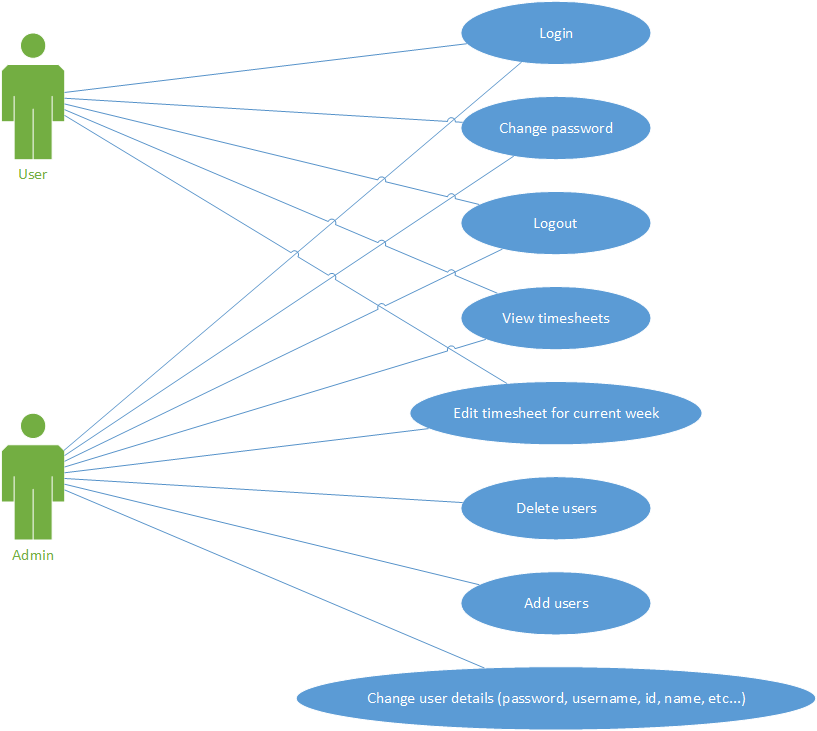 Login
Change password
User
Logout
View timesheets
Edit timesheet for current week
Delete users
Admin
Add users
Change user details (password, username, id, name, etc...)